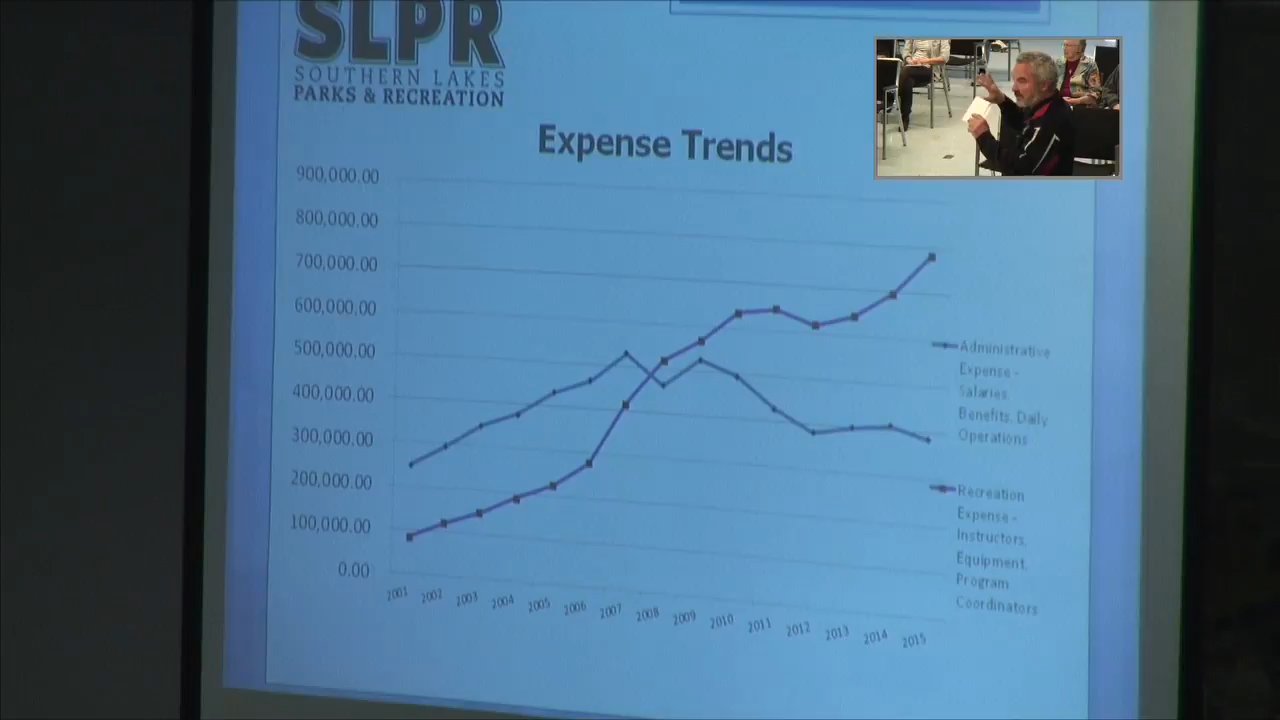 SLPR
SOUTHERN LAKES
PARKS & RECREATION
Expense Trends
900,000.00
800,000.00
700,000.00
600,000.00
500,000.00
400,000.00
300,000.00
200,000.00
100,000.00
0.00
2001 2002 2003 2004 2005 2006 2007 2008 2009 2010 2011 2012 2013 2014 2015
Administrative
Expense -
Salaries,
Benefits, Daily
Operations
Recreation
Expense -
Instructors,
Equipment,
Program
Coordinators